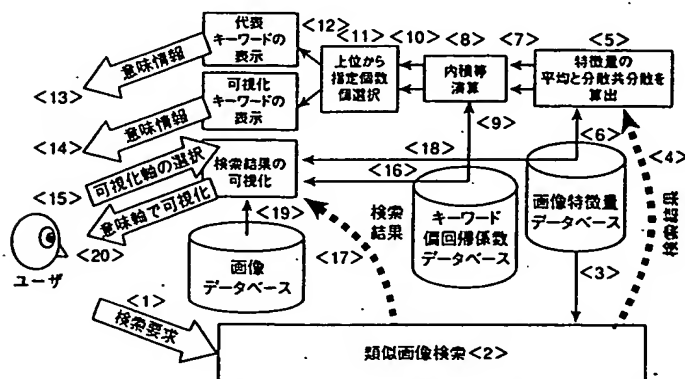 代表
キーワードの
表示
<12>
<11>
<10>
<8>
<7>
<5>
上位から
指定個数
個選択
内積等
演算
特徴量の
平均と分散共分散を
算出
意味情報
<13>
可視化
キーワードの
表示
意味情報
<14>
<9>
<6>
<4>
<18>
<16>
可視化軸の選択
<15>
検索結果の
可視化
意味軸で可視化
<20>
ユーザ
<19>
画像
データベース
<17>
検索
結果
キーワード
偏回帰係数
データベース
画像特徴量
データベース
<3>
検索結果
<1>
検索要求
類似画像検索<2>